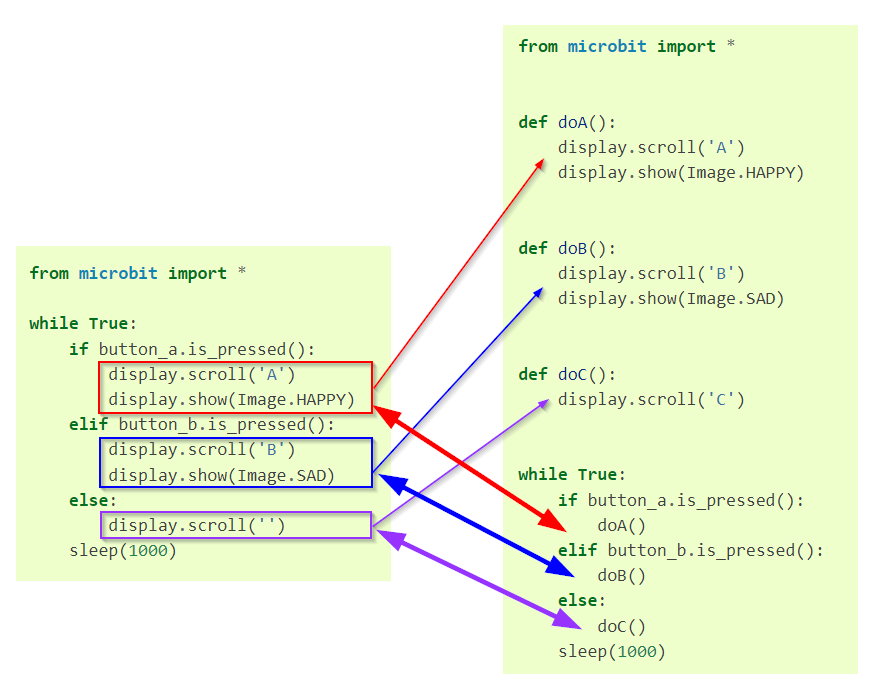 from microbit import *
while True:
    if button_a.is_pressed():
        display.scroll('A')
        display.show(Image.HAPPY)
    elif button_b.is_pressed():
        display.scroll('B')
        display.show(Image.SAD)
    else:
        display.scroll('')
    sleep(1000)
from microbit import *
def doA():
    display.scroll('A')
    display.show(Image.HAPPY)
def doB():
    display.scroll('B')
    display.show(Image.SAD)
def doC():
    display.scroll('C')
while True:
    if button_a.is_pressed():
        doA()
    elif button_b.is_pressed():
        doB()
    else:
        doC()
    sleep(1000)